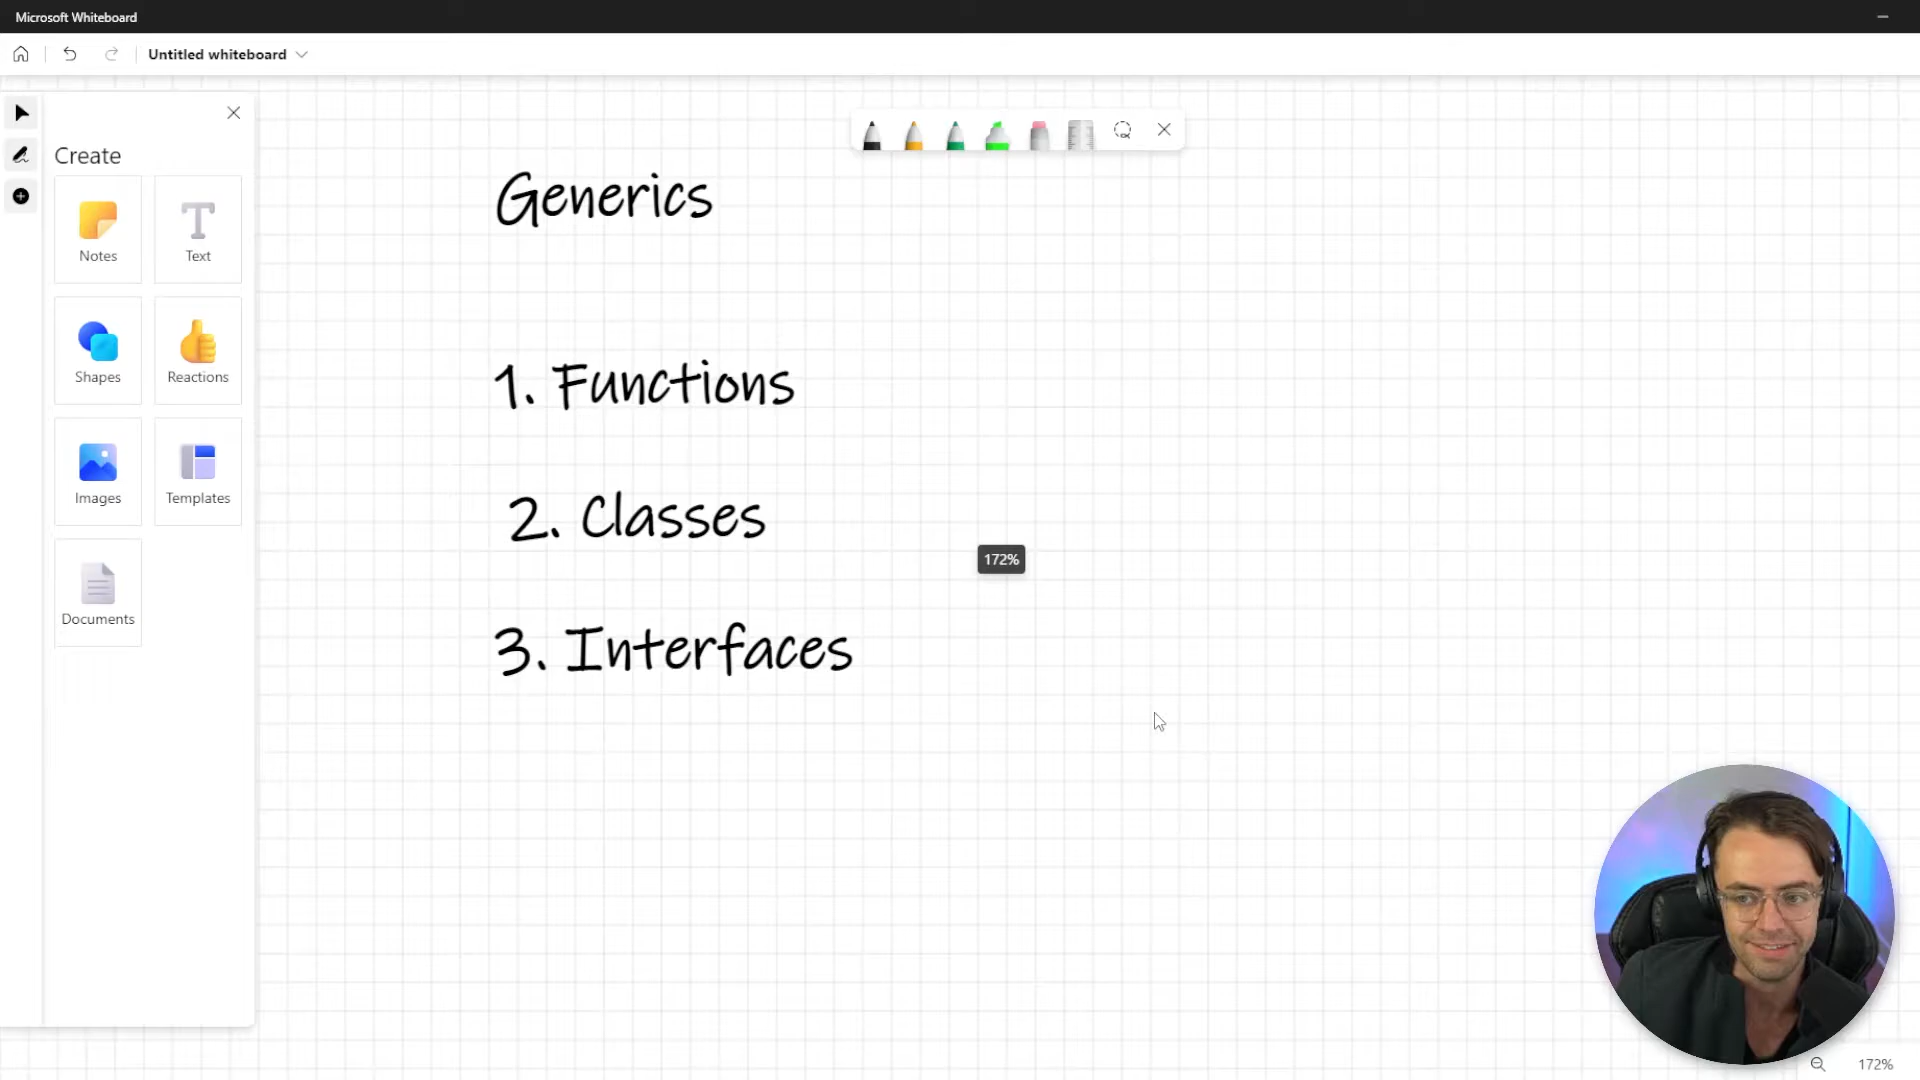 Microsoft Whiteboard
Untitled whiteboard
Create
Notes
Text
Shapes
Reactions
Images
Templates
Documents
Generics
1. Functions
2. Classes
3. Interfaces
172%
172%